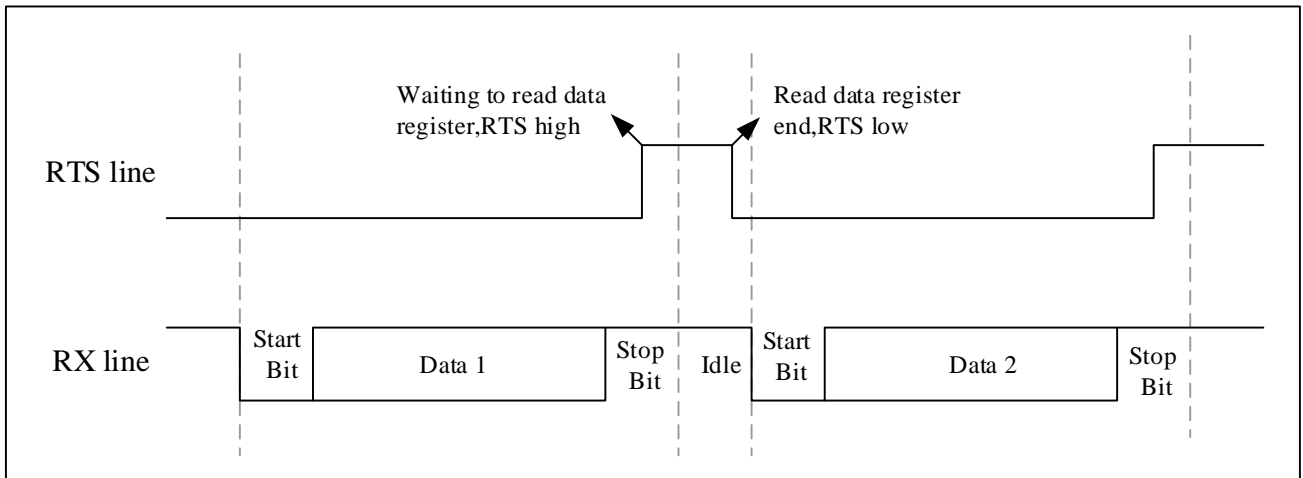 Waiting to read data
register,RTS high
Read data register
end,RTS low
RTS line
RX line
Start
Bit
Data 1
Stop
Bit
Idle
Start
Bit
Data 2
Stop
Bit